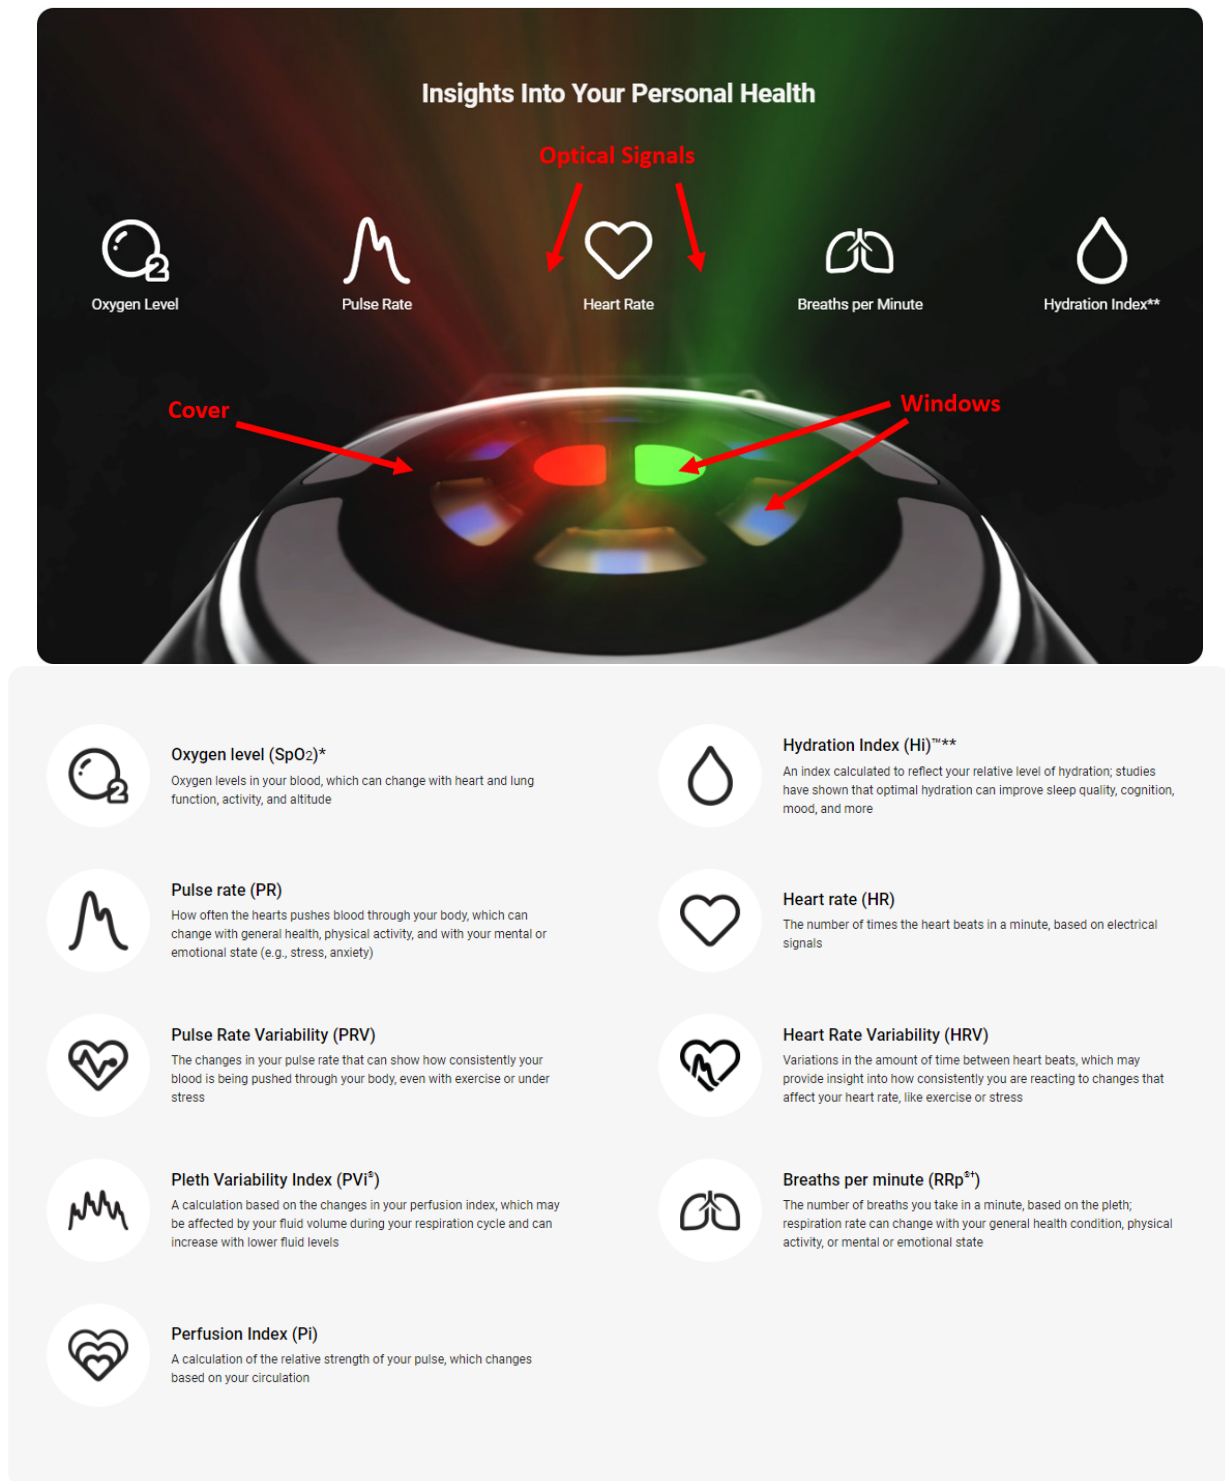 Insights Into Your Personal Health
Optical Signals
Oxygen Level
Pulse Rate
Heart Rate
Breaths per Minute
Hydration Index**
Cover
Windows
Oxygen level (SpO2)*
Oxygen levels in your blood, which can change with heart and lung
function, activity, and altitude
Hydration Index (Hi)™**
An index calculated to reflect your relative level of hydration; studies
have shown that optimal hydration can improve sleep quality, cognition,
mood, and more
Pulse rate (PR)
How often the hearts pushes blood through your body, which can
change with general health, physical activity, and with your mental or
emotional state (e.g., stress, anxiety)
Heart rate (HR)
The number of times the heart beats in a minute, based on electrical
signals
Pulse Rate Variability (PRV)
The changes in your pulse rate that can show how consistently your
blood is being pushed through your body, even with exercise or under
stress
Heart Rate Variability (HRV)
Variations in the amount of time between heart beats, which may
provide insight into how consistently you are reacting to changes that
affect your heart rate, like exercise or stress
Pleth Variability Index (PVi®)
A calculation based on the changes in your perfusion index, which may
be affected by your fluid volume during your respiration cycle and can
increase with lower fluid levels
Breaths per minute (RRp®†)
The number of breaths you take in a minute, based on the pleth;
respiration rate can change with your general health condition, physical
activity, or mental or emotional state
Perfusion Index (Pi)
A calculation of the relative strength of your pulse, which changes
based on your circulation